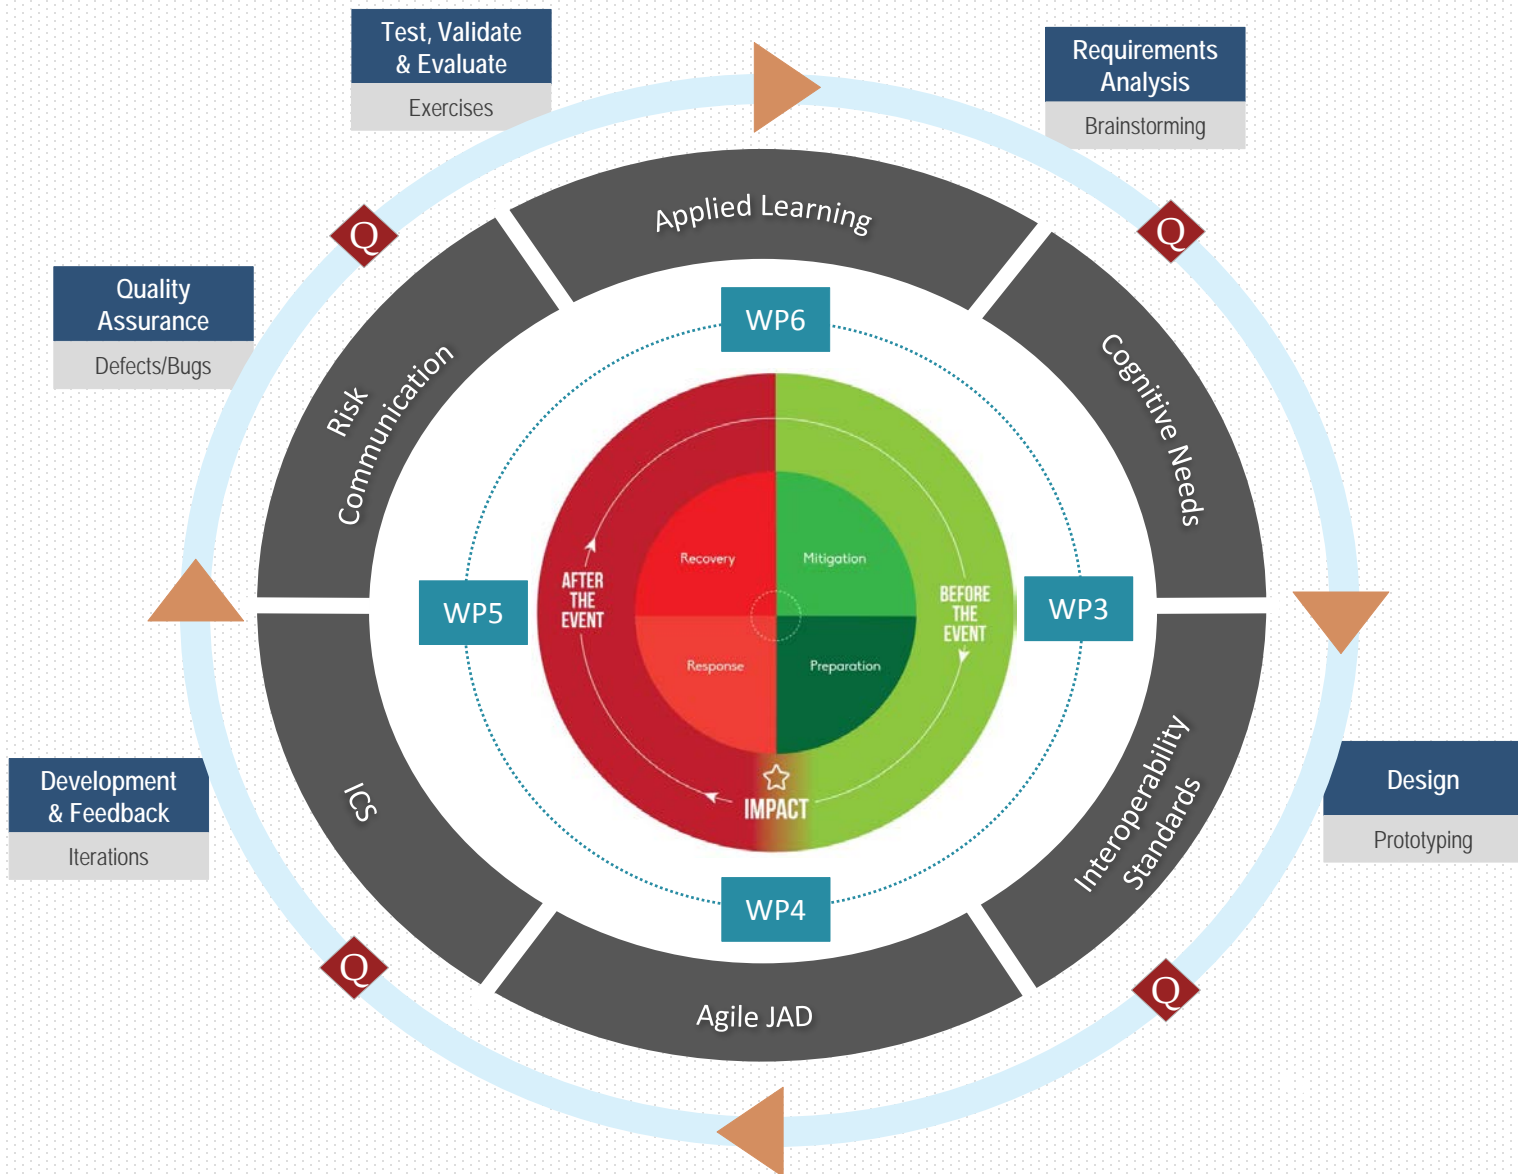 Test, Validate
& Evaluate
Exercises
Requirements
Analysis
Brainstorming
Q
Q
Applied Learning
Quality
Assurance
Defects/Bugs
Risk
Communication
Cognitive Needs
WP6
Recovery
Mitigation
AFTER
THE
EVENT
BEFORE
THE
EVENT
WP5
WP3
Response
Preparation
IMPACT
Development
& Feedback
Iterations
ICS
Interoperability
Standards
Design
Prototyping
WP4
Q
Q
Agile JAD